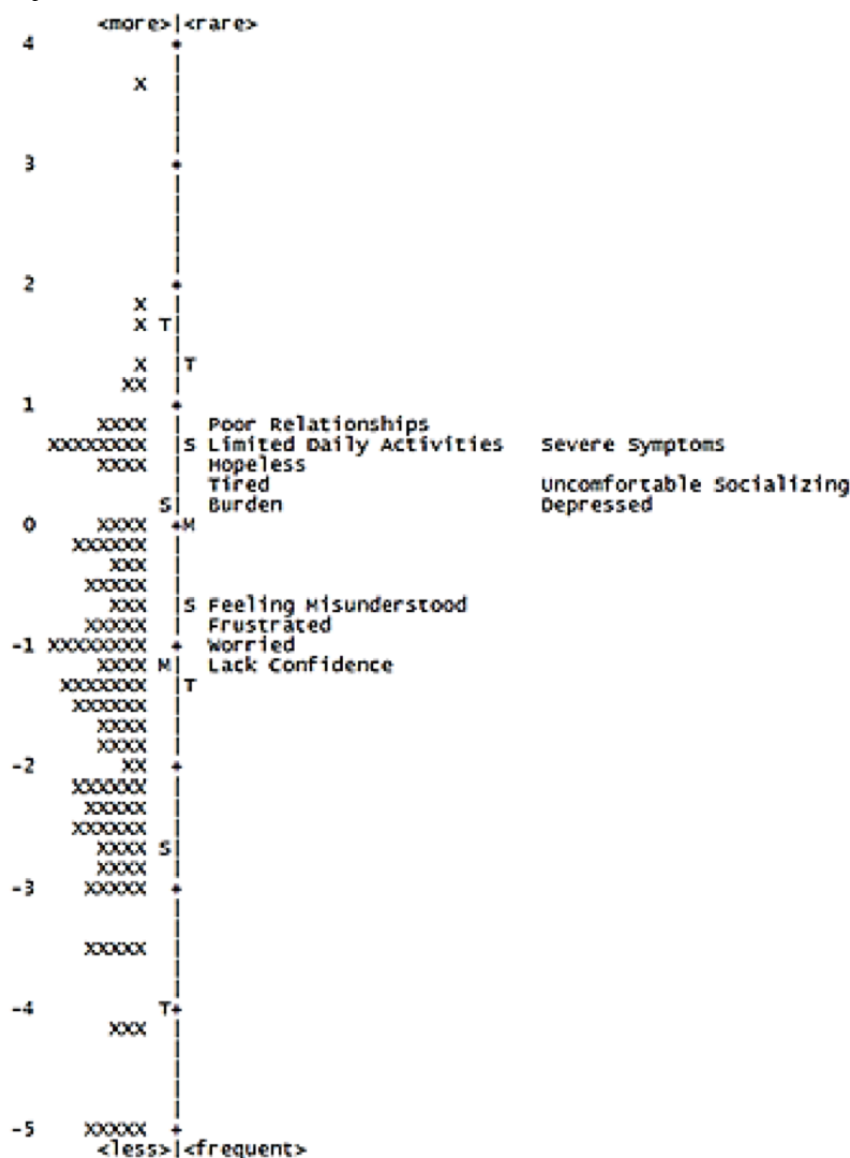 <more>|<rare>
4 +
X |
3 +
2 +
X |
X T|
X |T
XX |
1 +
XXXX | Poor Relationships
XXXXXXXX |S Limited Daily Activities Severe Symptoms
XXXX | Hopeless
| Tired Uncomfortable Socializing
S| Burden Depressed
0 XXXX +M
XXXXXX |
XXX |
XXXXX |
XXX |S Feeling Misunderstood
XXXXX | Frustrated
-1 XXXXXXXX + Worried
XXXX M| Lack Confidence
XXXXXXX |T
XXXXXX |
XXXX |
XXXX |
-2 XX +
XXXXXX |
XXXXX |
XXXXXX |
XXXX S|
XXXX |
-3 XXXXX +
XXXXX |
-4 T+
XXX |
-5 XXXXX +
<less>|<frequent>